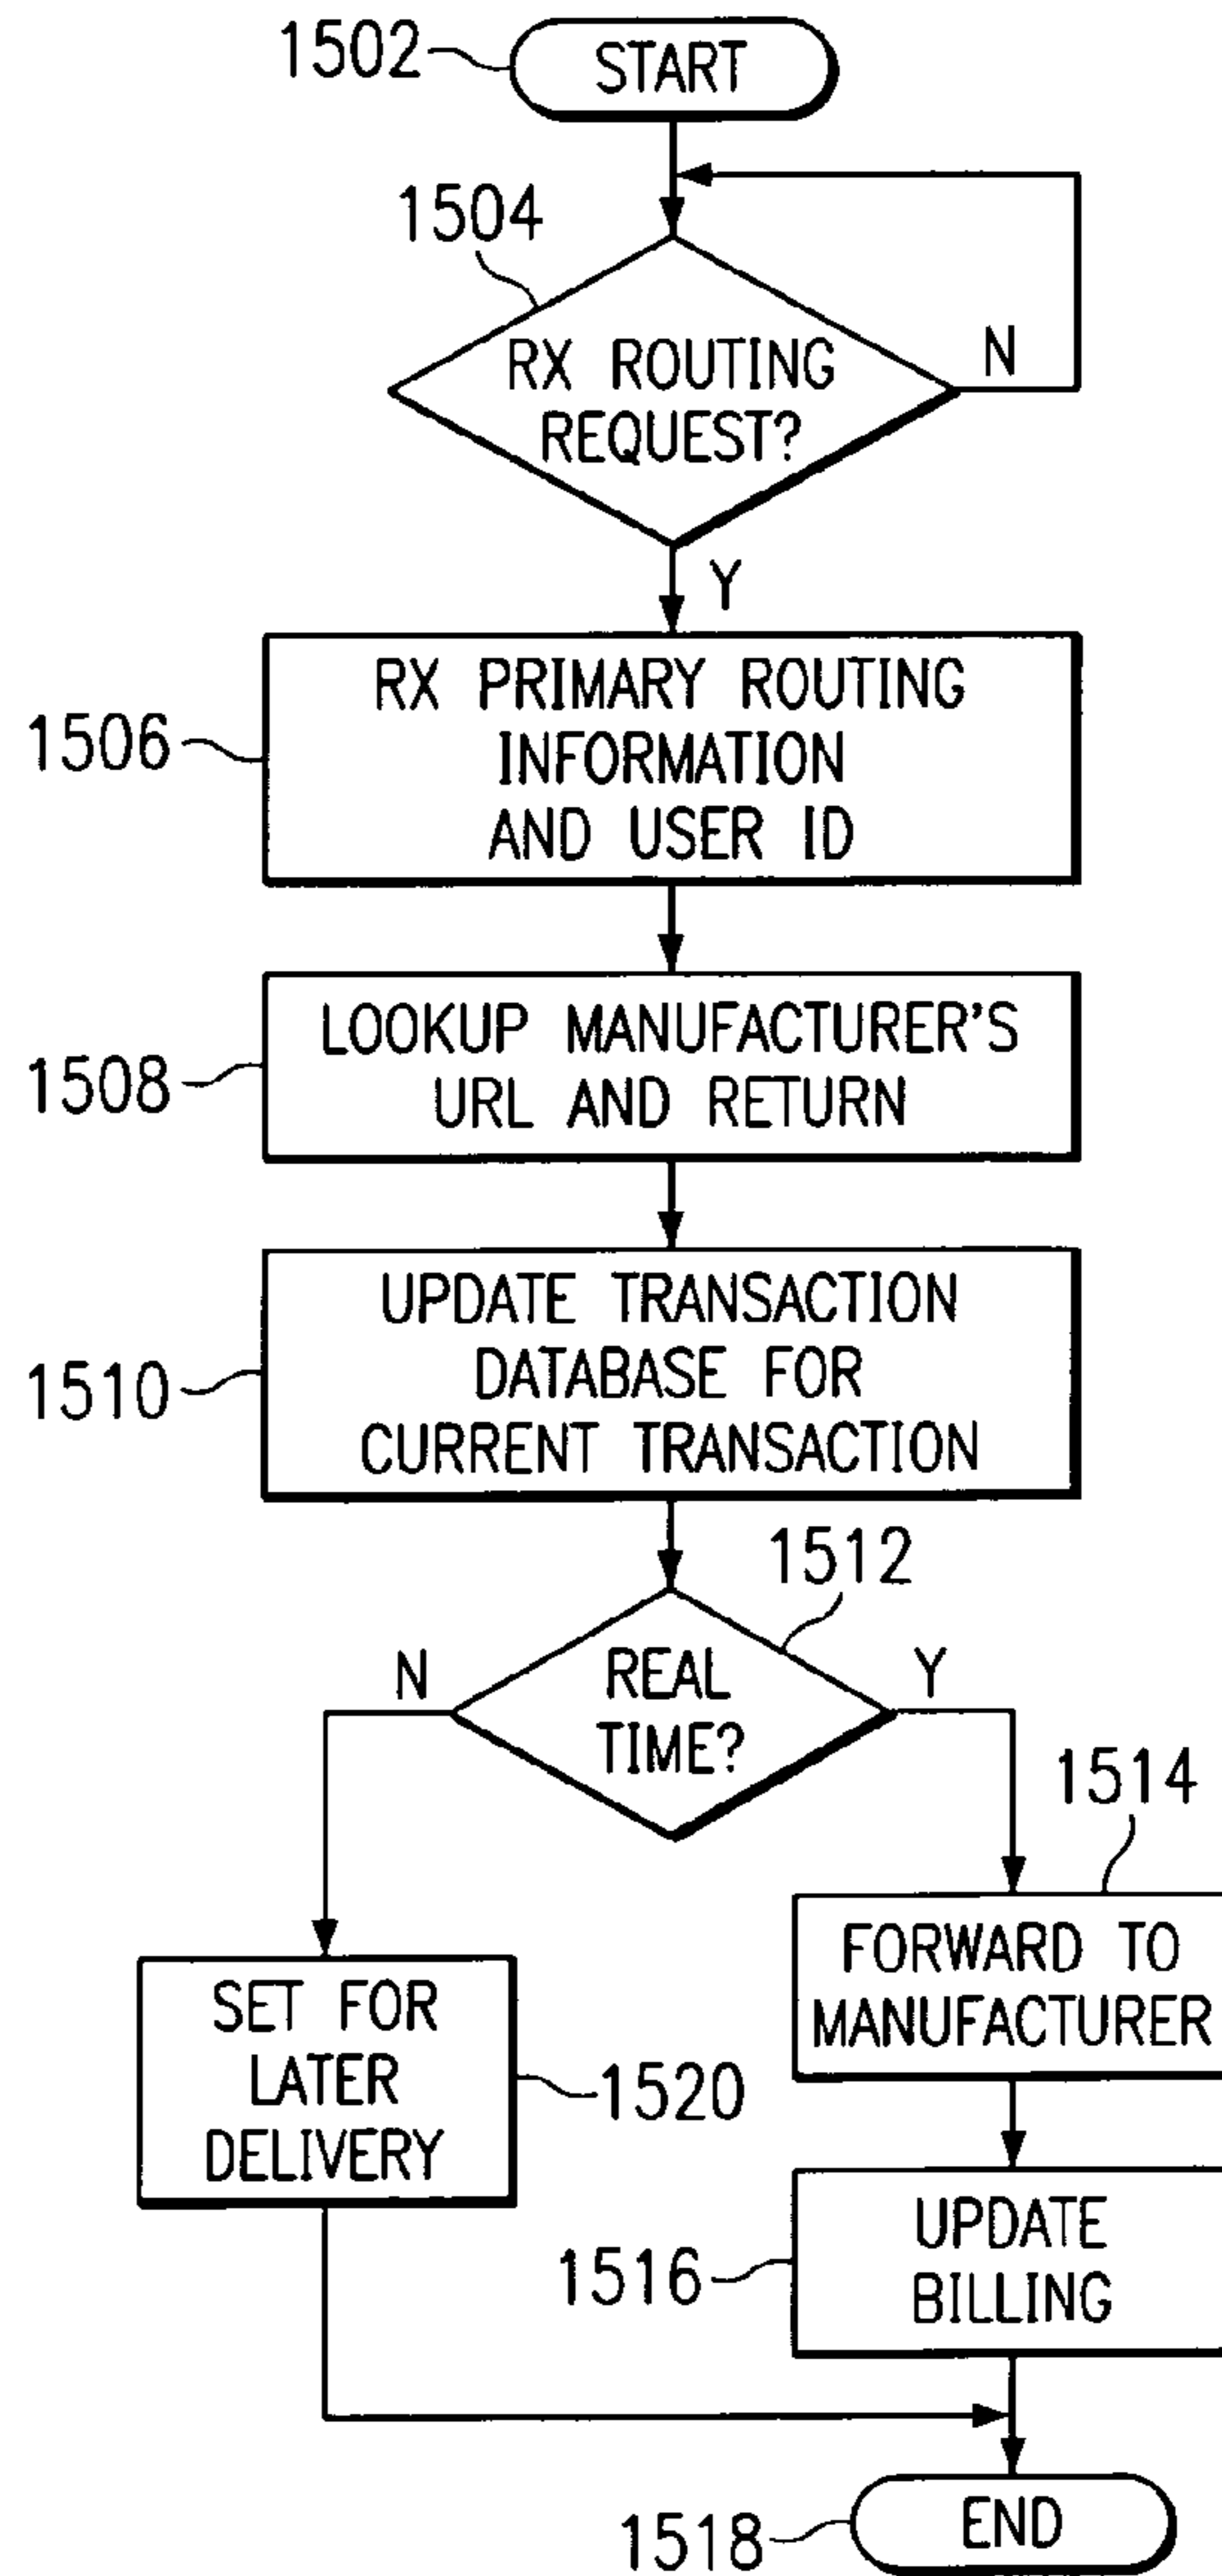 1502
START
1504
RX ROUTING
REQUEST?
N
Y
RX PRIMARY ROUTING
INFORMATION
AND USER ID
1506
LOOKUP MANUFACTURER'S
URL AND RETURN
1508
UPDATE TRANSACTION
DATABASE FOR
CURRENT TRANSACTION
1510
1512
N
REAL
TIME?
Y
1514
FORWARD TO
MANUFACTURER
SET FOR
LATER
DELIVERY
1520
UPDATE
BILLING
1516
END
1518